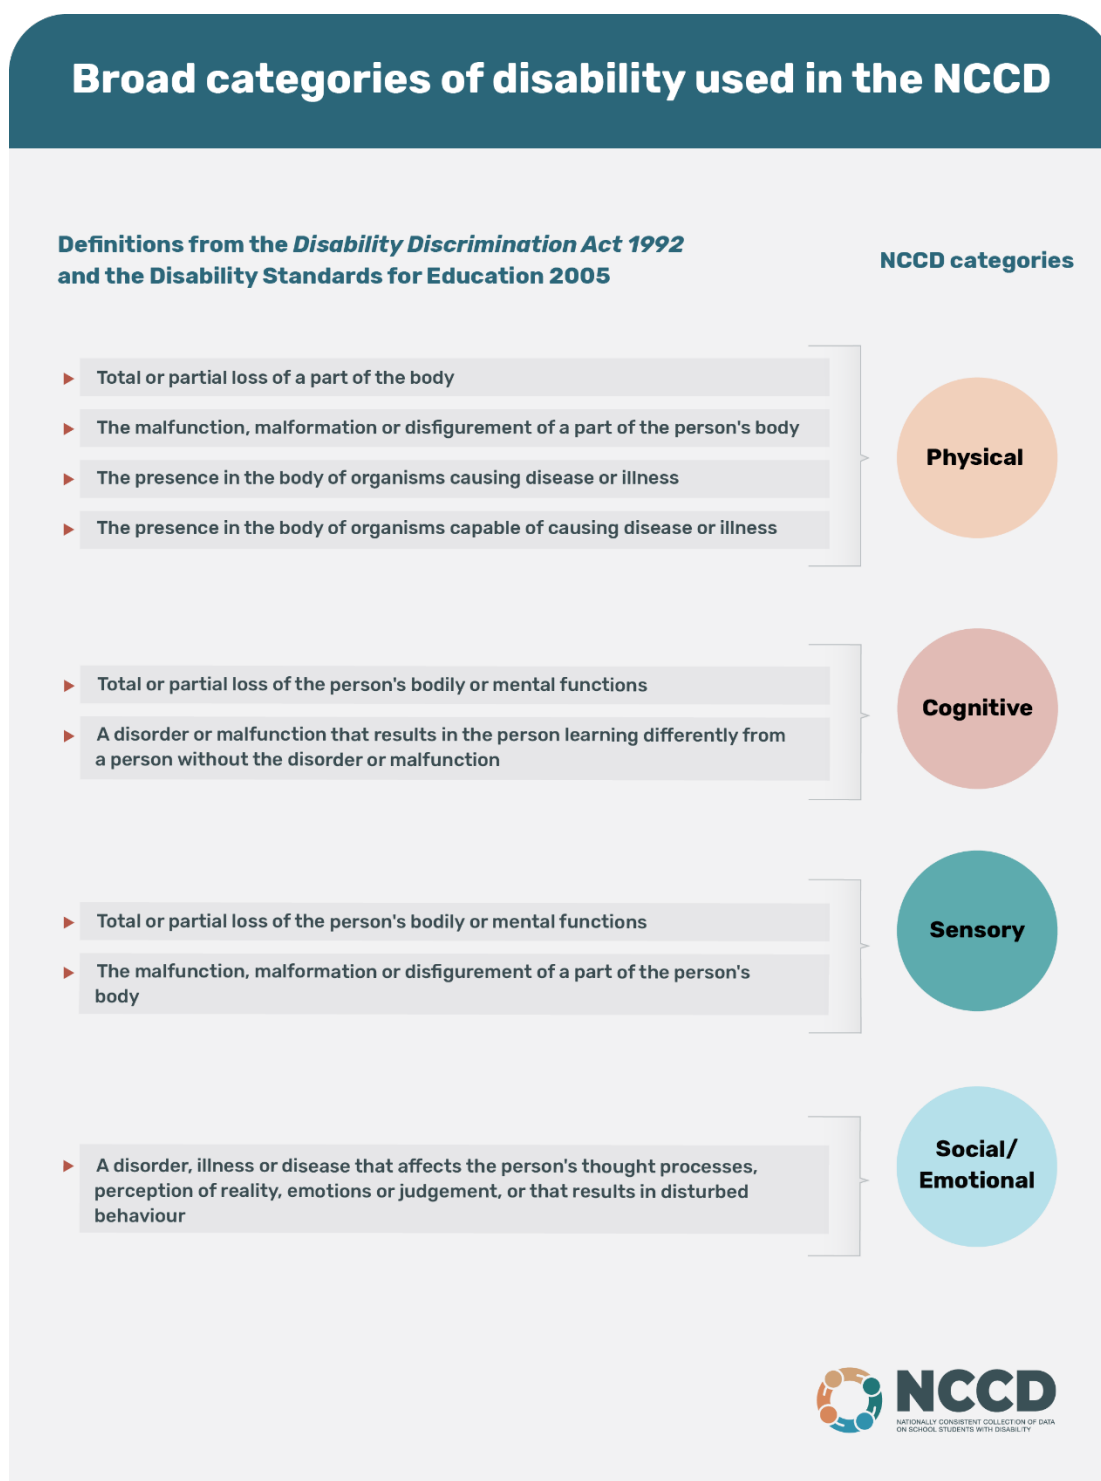 Broad categories of disability used in the NCCD
Definitions from the Disability Discrimination Act 1992
and the Disability Standards for Education 2005
NCCD categories
Total or partial loss of a part of the body
The malfunction, malformation or disfigurement of a part of the person's body
The presence in the body of organisms causing disease or illness
The presence in the body of organisms capable of causing disease or illness
Physical
Total or partial loss of the person's bodily or mental functions
A disorder or malfunction that results in the person learning differently from
a person without the disorder or malfunction
Cognitive
Total or partial loss of the person's bodily or mental functions
The malfunction, malformation or disfigurement of a part of the person's
body
Sensory
A disorder, illness or disease that affects the person's thought processes,
perception of reality, emotions or judgement, or that results in disturbed
behaviour
Social/
Emotional
NCCD
NATIONALLY CONSISTENT COLLECTION OF DATA
ON SCHOOL STUDENTS WITH DISABILITY